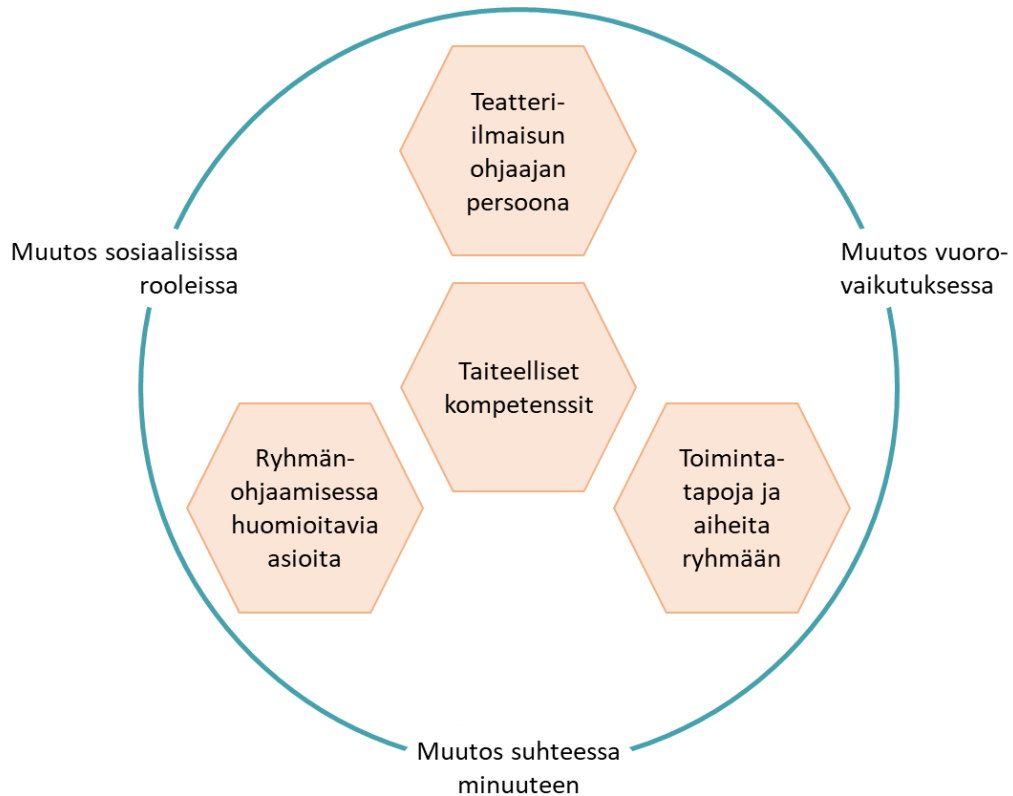 Teatteri-
ilmaisun
ohjaajan
persoona
Muutos sosiaalisissa
rooleissa
Muutos vuoro-
vaikutuksessa
Taiteelliset
kompetenssit
Ryhmän-
ohjaamisessa
huomioitavia
asioita
Toiminta-
tapoja ja
aiheita
ryhmään
Muutos suhteessa
minuuteen